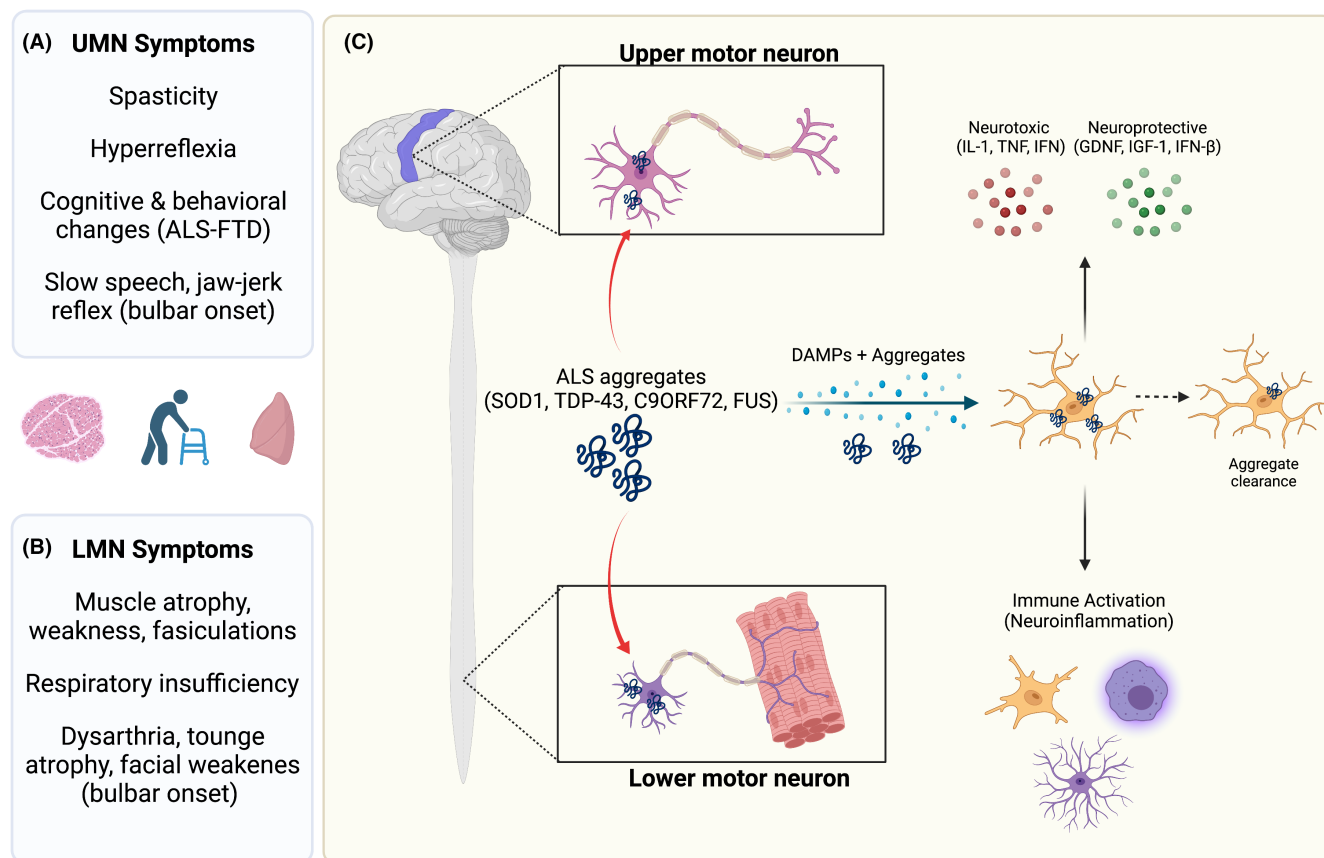 (A) UMN Symptoms
Spasticity
Hyperreflexia
Cognitive & behavioral
changes (ALS-FTD)
Slow speech, jaw-jerk
reflex (bulbar onset)
(B) LMN Symptoms
Muscle atrophy,
weakness, fasiculations
Respiratory insufficiency
Dysarthria, tounge
atrophy, facial weakenes
(bulbar onset)
(C)
Upper motor neuron
Neurotoxic
(IL-1, TNF, IFN)
Neuroprotective
(GDNF, IGF-1, IFN-β)
ALS aggregates
(SOD1, TDP-43, C9ORF72, FUS)
DAMPs + Aggregates
Aggregate
clearance
Immune Activation
(Neuroinflammation)
Lower motor neuron